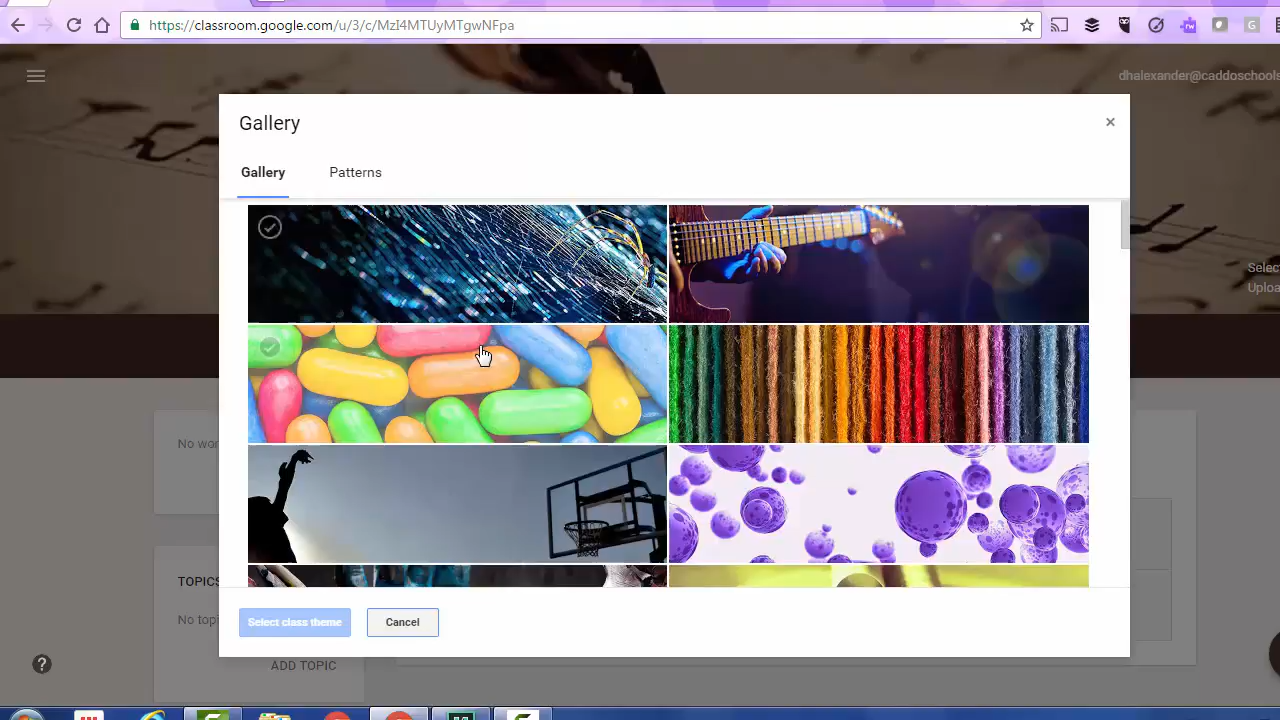 https://classroom.google.com/u/3/c/MzI4MTUyMTgwNFpa
dhalexander@caddoschools
Gallery
×
Gallery Patterns
Selec
Uploa
No wor
TOPICS
No topi
Select class theme Cancel
ADD TOPIC
?